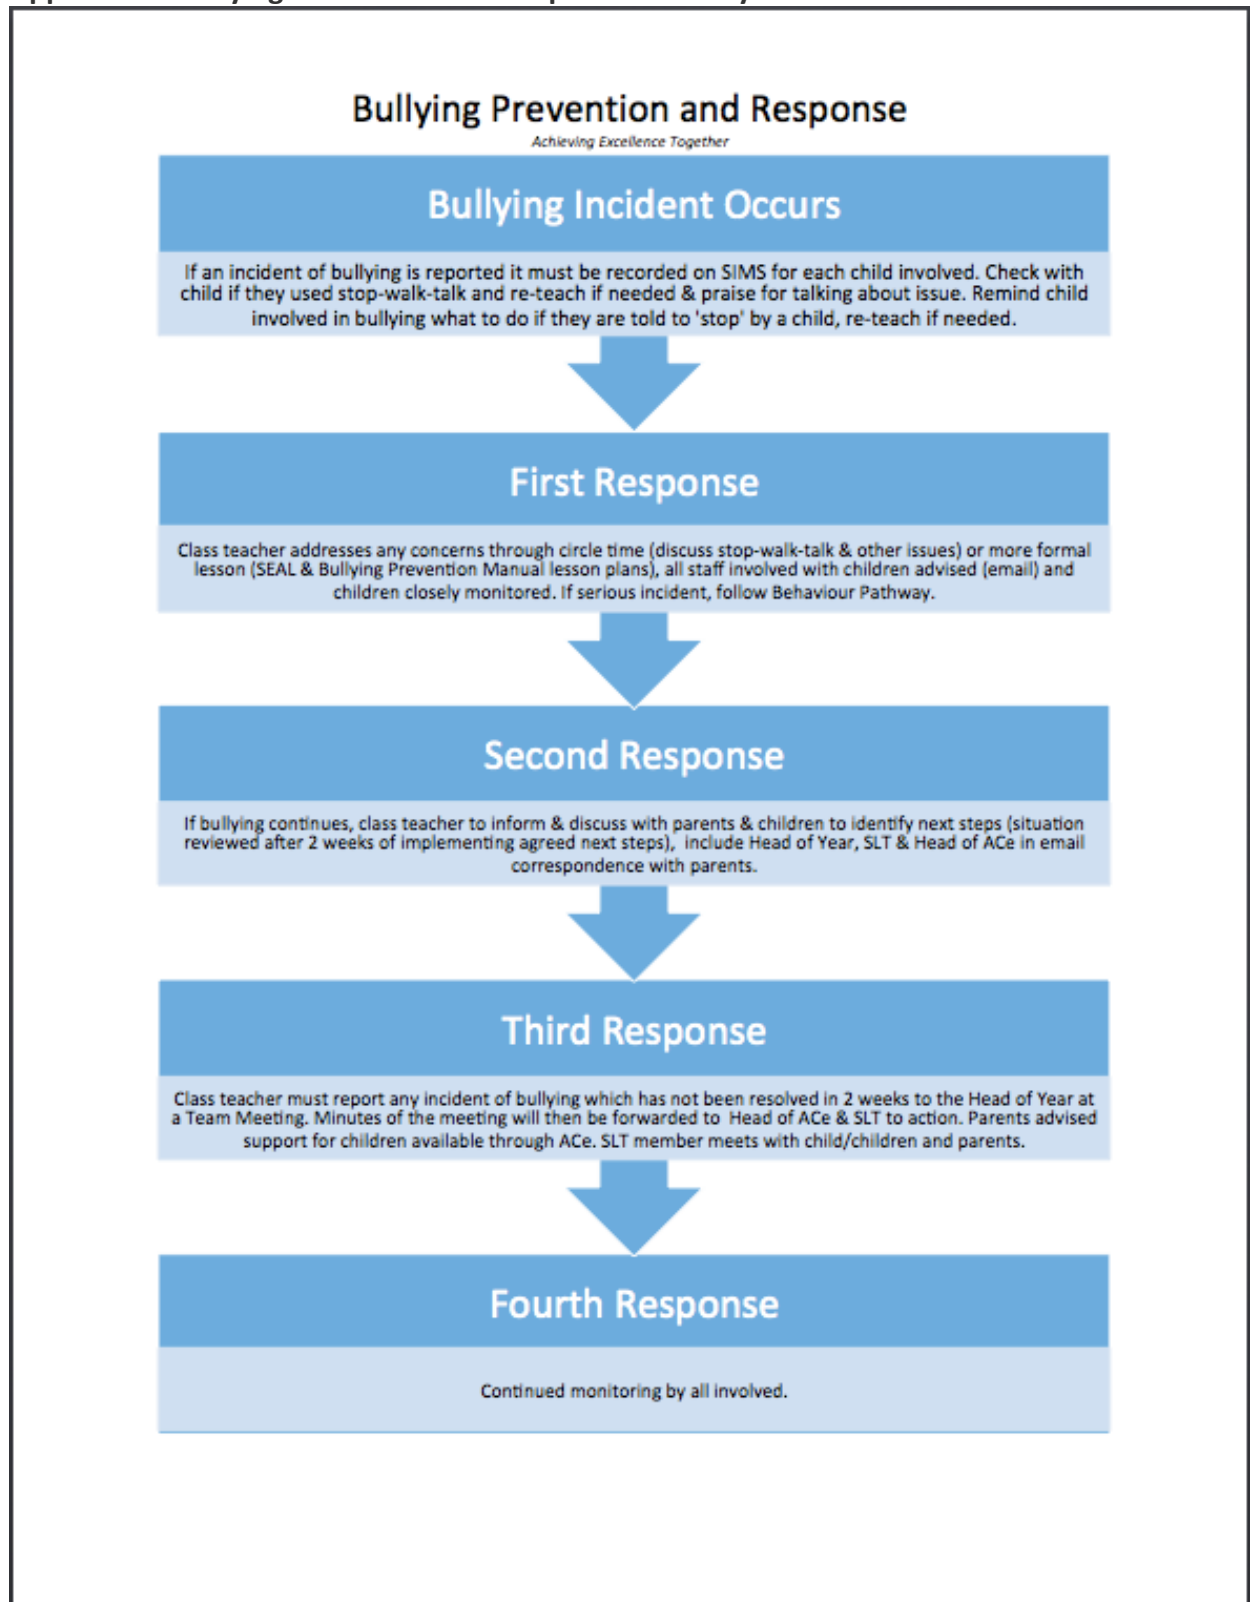 Bullying Prevention and Response
Achieving Excellence Together
Bullying Incident Occurs
If an incident of bullying is reported it must be recorded on SIMS for each child involved. Check with
child if they used stop-walk-talk and re-teach if needed & praise for talking about issue. Remind child
involved in bullying what to do if they are told to 'stop' by a child, re-teach if needed.
First Response
Class teacher addresses any concerns through circle time (discuss stop-walk-talk & other issues) or more formal
lesson (SEAL & Bullying Prevention Manual lesson plans), all staff involved with children advised (email) and
children closely monitored. If serious incident, follow Behaviour Pathway.
Second Response
If bullying continues, class teacher to inform & discuss with parents & children to identify next steps (situation
reviewed after 2 weeks of implementing agreed next steps),  include Head of Year, SLT & Head of ACe in email
correspondence with parents.
Third Response
Class teacher must report any incident of bullying which has not been resolved in 2 weeks to the Head of Year at
a Team Meeting. Minutes of the meeting will then be forwarded to  Head of ACe & SLT to action. Parents advised
support for children available through ACe. SLT member meets with child/children and parents.
Fourth Response
Continued monitoring by all involved.